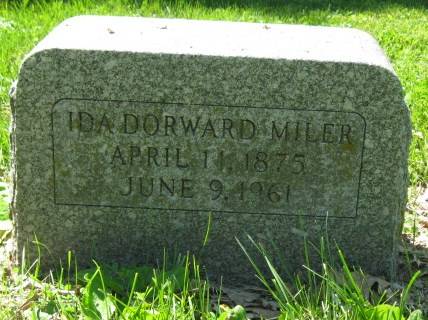 IDA DORWARD MILER
APRIL 11, 1875
JUNE 9, 1961